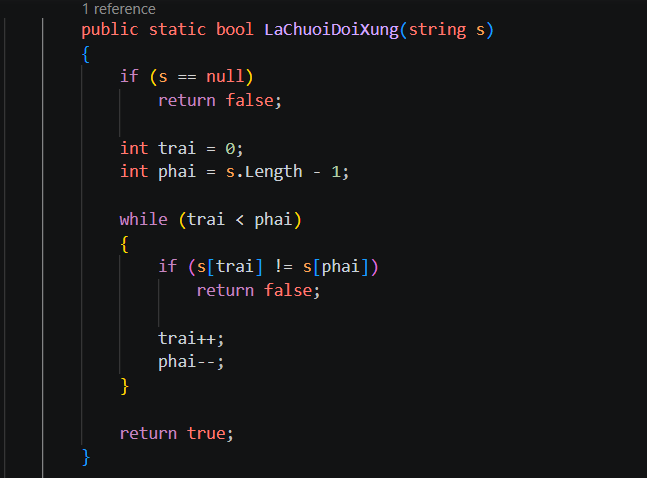 1 reference
public static bool LaChuoiDoiXung(string s)
{
if (s == null)
return false;
int trai = 0;
int phai = s.Length - 1;
while (trai < phai)
{
if (s[trai] != s[phai])
return false;
trai++;
phai--;
}
return true;
}